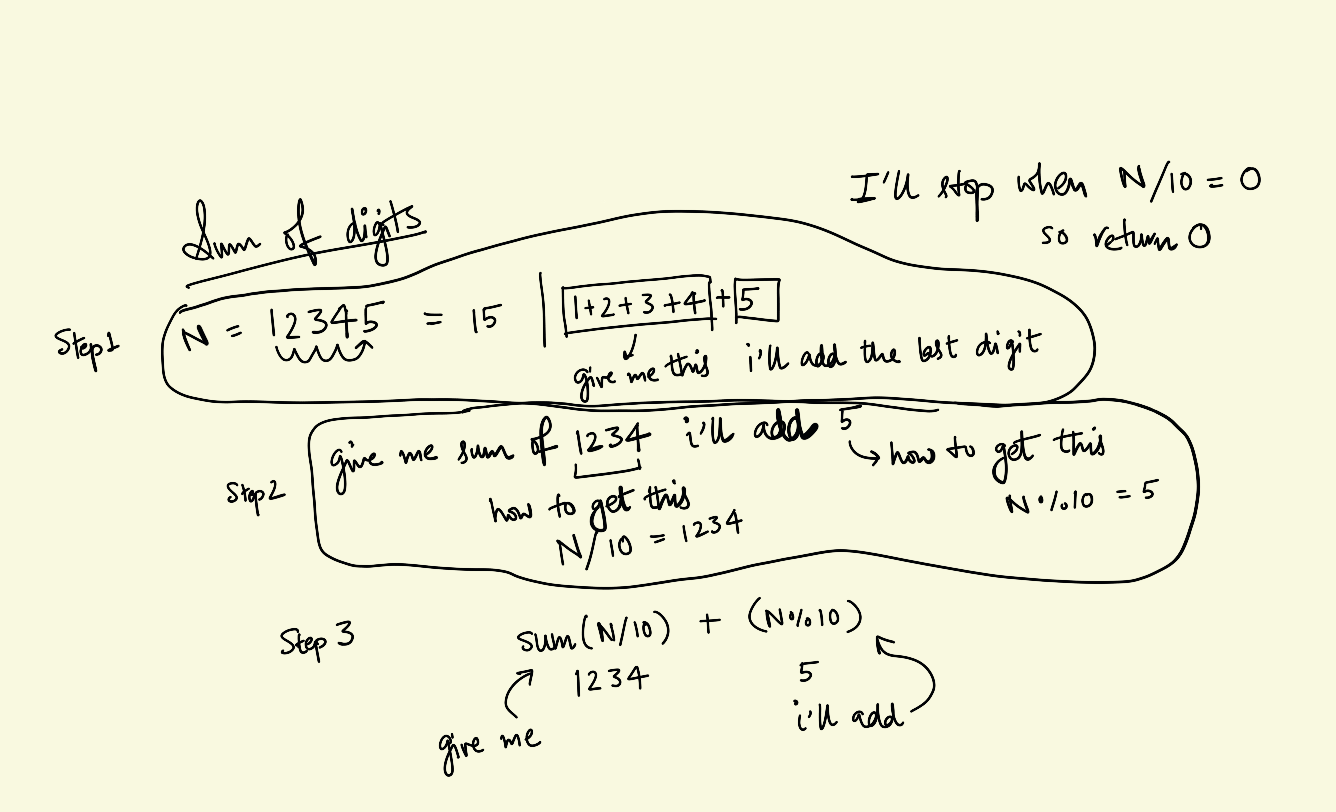 I'll stop when N/10 = 0
so return 0
Sum of digits
Step1
N = 12345 = 15 | 1+2+3+4 + 5
give me this i'll add the last digit
Step2
give me sum of 1234 i'll add 5
how to get this
N%10 = 5
how to get this
N/10 = 1234
Step 3
sum(N/10) + (N%10)
1234 5
give me
i'll add